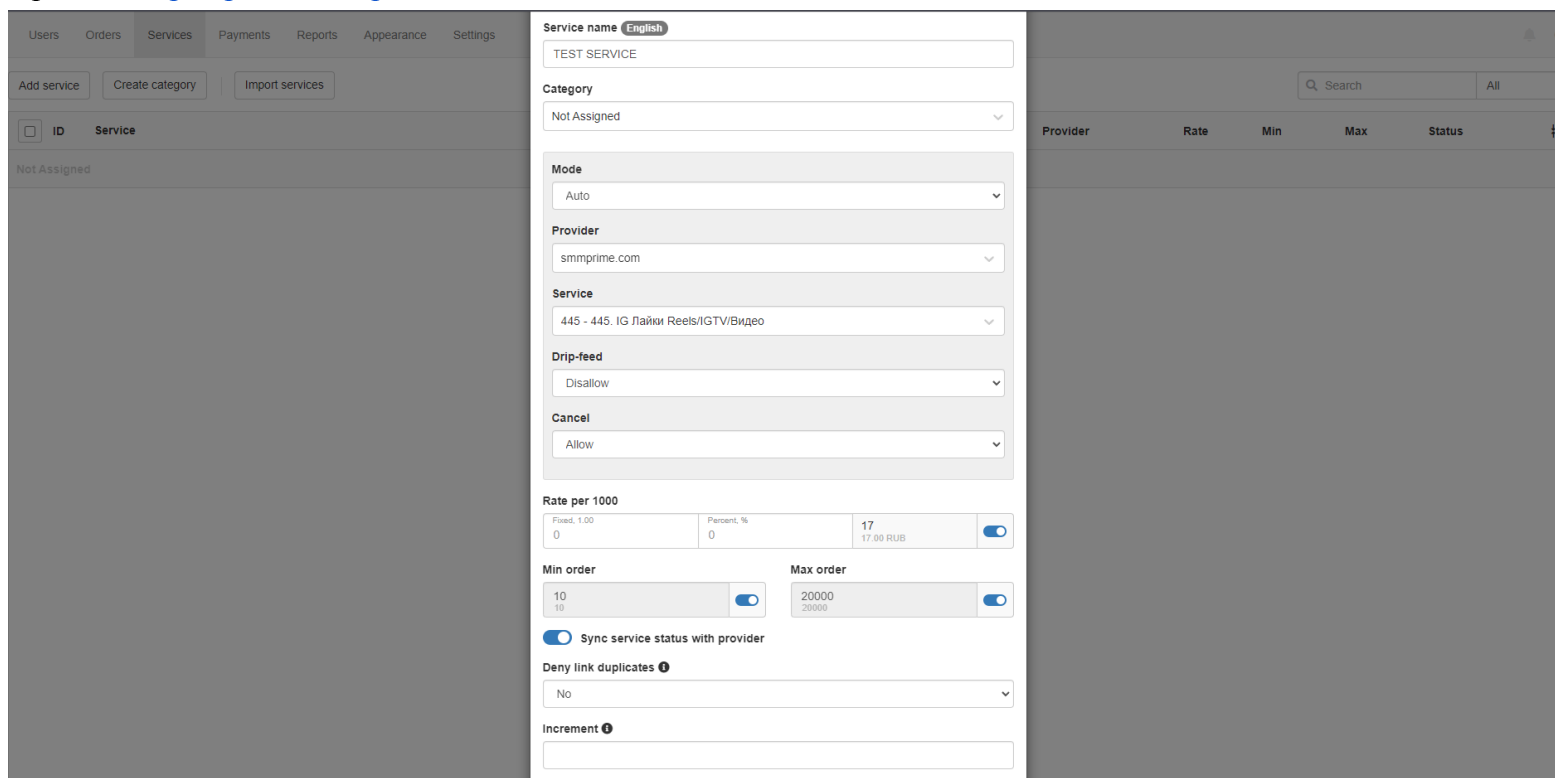 Users Orders Services Payments Reports Appearance Settings
Add service Create category Import services Search All
ID Service Provider Rate Min Max Status
Not Assigned
Service name English
TEST SERVICE
Category
Not Assigned
Mode
Auto
Provider
smmprime.com
Service
445 - 445. IG Лайки Reels/IGTV/Видео
Drip-feed
Disallow
Cancel
Allow
Rate per 1000
Fixed, 1.00 Percent, %
0 0 17
17.00 RUB
Min order Max order
10 20000
10 20000
Sync service status with provider
Deny link duplicates
No
Increment